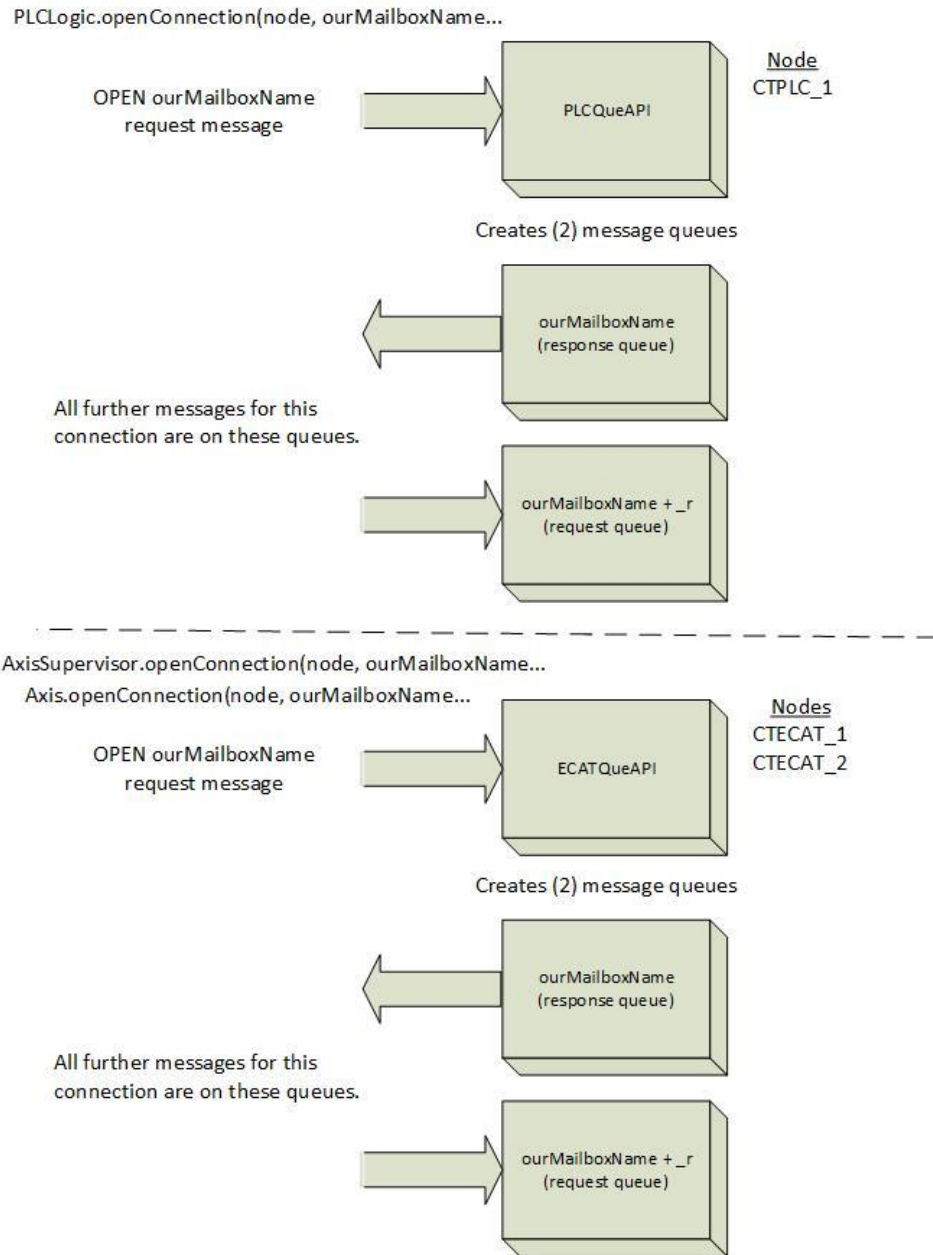 PLCLogic.openConnection(node, ourMailboxName...
Node
CTPLC_1
OPEN ourMailboxName
request message
PLCQueAPI
Creates (2) message queues
ourMailboxName
(response queue)
All further messages for this
connection are on these queues.
ourMailboxName + _r
(request queue)
AxisSupervisor.openConnection(node, ourMailboxName...
Axis.openConnection(node, ourMailboxName...
Nodes
CTECAT_1
CTECAT_2
OPEN ourMailboxName
request message
ECATQueAPI
Creates (2) message queues
ourMailboxName
(response queue)
All further messages for this
connection are on these queues.
ourMailboxName + _r
(request queue)